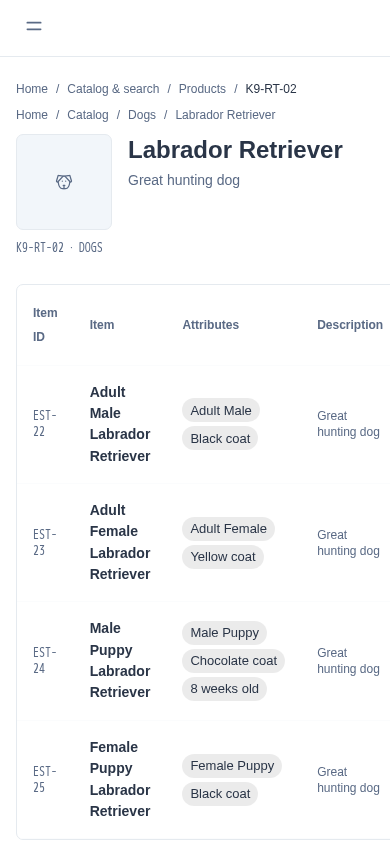 Home / Catalog & search / Products / K9-RT-02
Home / Catalog / Dogs / Labrador Retriever
Labrador Retriever
Great hunting dog
K9-RT-02 · DOGS
Item ID
Item
Attributes
Description
EST-22
Adult Male Labrador Retriever
Adult Male
Black coat
Great hunting dog
EST-23
Adult Female Labrador Retriever
Adult Female
Yellow coat
Great hunting dog
EST-24
Male Puppy Labrador Retriever
Male Puppy
Chocolate coat
8 weeks old
Great hunting dog
EST-25
Female Puppy Labrador Retriever
Female Puppy
Black coat
Great hunting dog